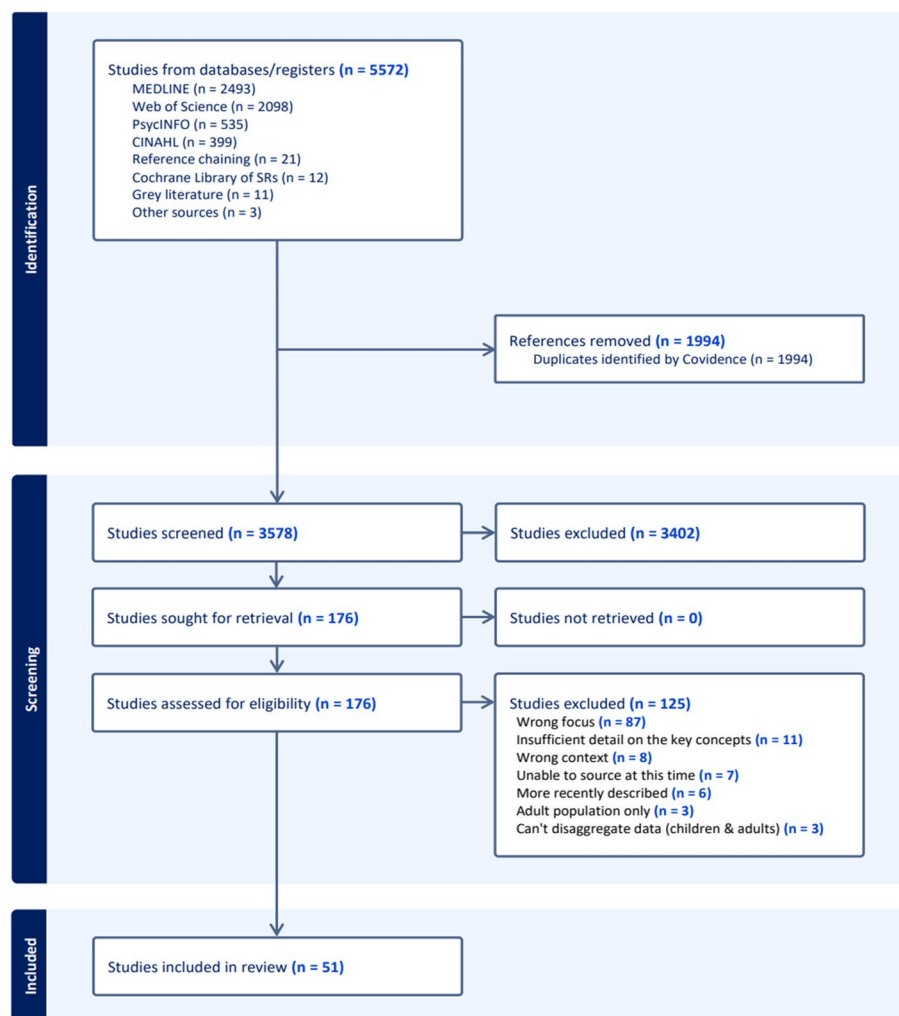 Identification
Studies from databases/registers (n = 5572)
MEDLINE (n = 2493)
Web of Science (n = 2098)
PsycINFO (n = 535)
CINAHL (n = 399)
Reference chaining (n = 21)
Cochrane Library of SRs (n = 12)
Grey literature (n = 11)
Other sources (n = 3)
References removed (n = 1994)
Duplicates identified by Covidence (n = 1994)
Screening
Studies screened (n = 3578)
Studies excluded (n = 3402)
Studies sought for retrieval (n = 176)
Studies not retrieved (n = 0)
Studies assessed for eligibility (n = 176)
Studies excluded (n = 125)
Wrong focus (n = 87)
Insufficient detail on the key concepts (n = 11)
Wrong context (n = 8)
Unable to source at this time (n = 7)
More recently described (n = 6)
Adult population only (n = 3)
Can't disaggregate data (children & adults) (n = 3)
Included
Studies included in review (n = 51)